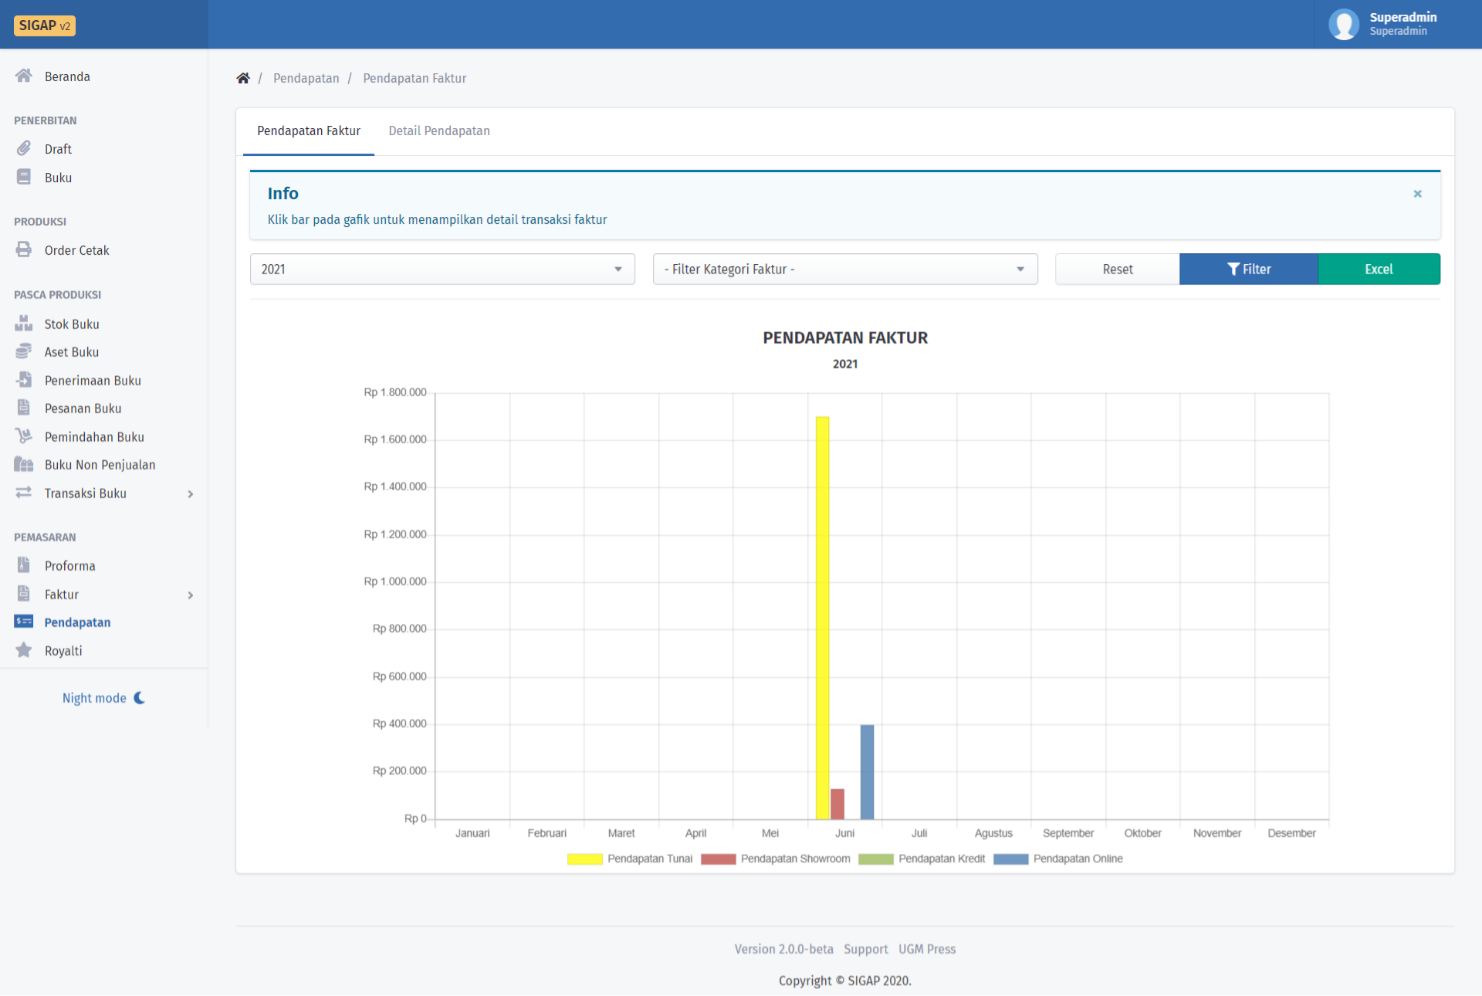 SIGAP v2
Superadmin
Superadmin
Beranda
PENERBITAN
Draft
Buku
PRODUKSI
Order Cetak
PASCA PRODUKSI
Stok Buku
Aset Buku
Penerimaan Buku
Pesanan Buku
Pemindahan Buku
Buku Non Penjualan
Transaksi Buku
PEMASARAN
Proforma
Faktur
Pendapatan
Royalti
Night mode
/ Pendapatan / Pendapatan Faktur
Pendapatan Faktur Detail Pendapatan
Info
×
Klik bar pada gafik untuk menampilkan detail transaksi faktur
2021 - Filter Kategori Faktur - Reset Filter Excel
PENDAPATAN FAKTUR
2021
Rp 1.800.000
Rp 1.600.000
Rp 1.400.000
Rp 1.200.000
Rp 1.000.000
Rp 800.000
Rp 600.000
Rp 400.000
Rp 200.000
Rp 0
Januari Februari Maret April Mei Juni Juli Agustus September Oktober November Desember
Pendapatan Tunai Pendapatan Showroom Pendapatan Kredit Pendapatan Online
Version 2.0.0-beta Support UGM Press
Copyright © SIGAP 2020.